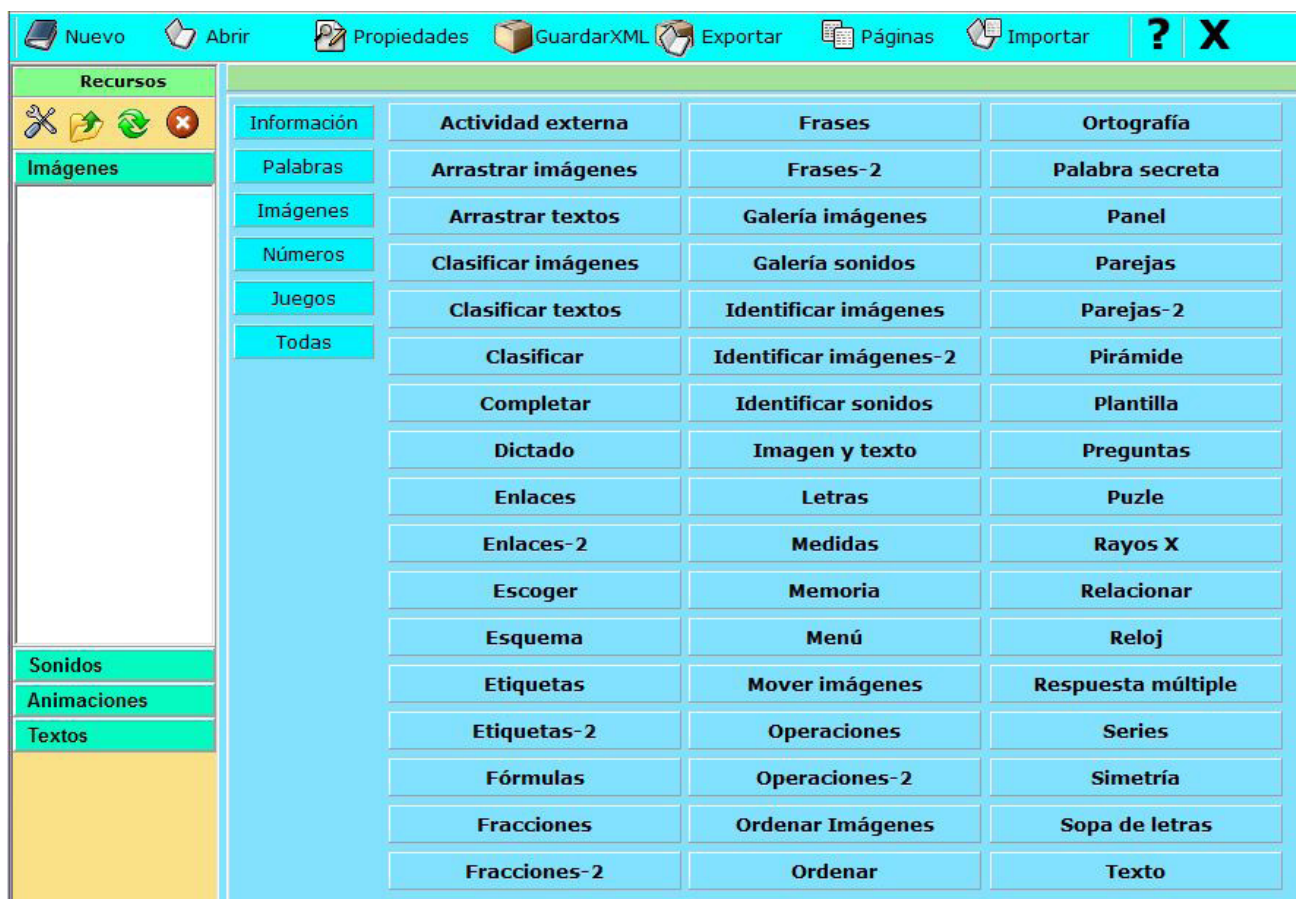 Nuevo Abrir Propiedades GuardarXML Exportar Páginas Importar ? X
Recursos
Imágenes
Sonidos
Animaciones
Textos
Información
Palabras
Imágenes
Números
Juegos
Todas
Actividad externa Frases Ortografía
Arrastrar imágenes Frases-2 Palabra secreta
Arrastrar textos Galería imágenes Panel
Clasificar imágenes Galería sonidos Parejas
Clasificar textos Identificar imágenes Parejas-2
Clasificar Identificar imágenes-2 Pirámide
Completar Identificar sonidos Plantilla
Dictado Imagen y texto Preguntas
Enlaces Letras Puzle
Enlaces-2 Medidas Rayos X
Escoger Memoria Relacionar
Esquema Menú Reloj
Etiquetas Mover imágenes Respuesta múltiple
Etiquetas-2 Operaciones Series
Fórmulas Operaciones-2 Simetría
Fracciones Ordenar Imágenes Sopa de letras
Fracciones-2 Ordenar Texto